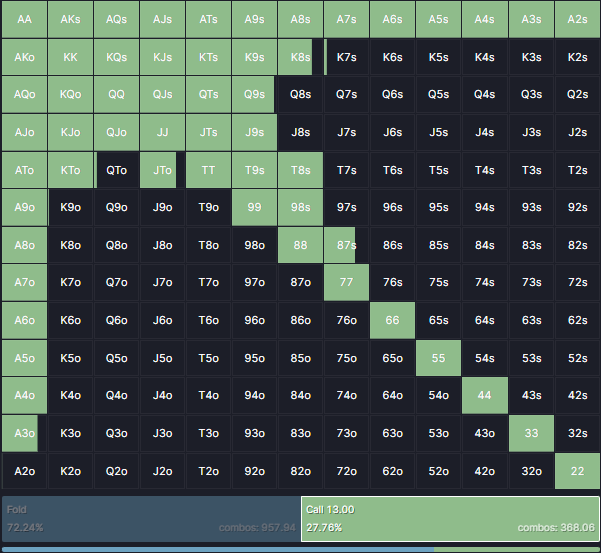 AA AKs AQs AJs ATs A9s A8s A7s A6s A5s A4s A3s A2s
AKo KK KQs KJs KTs K9s K8s K7s K6s K5s K4s K3s K2s
AQo KQo QQ QJs QTs Q9s Q8s Q7s Q6s Q5s Q4s Q3s Q2s
AJo KJo QJo JJ JTs J9s J8s J7s J6s J5s J4s J3s J2s
ATo KTo QTo JTo TT T9s T8s T7s T6s T5s T4s T3s T2s
A9o K9o Q9o J9o T9o 99 98s 97s 96s 95s 94s 93s 92s
A8o K8o Q8o J8o T8o 98o 88 87s 86s 85s 84s 83s 82s
A7o K7o Q7o J7o T7o 97o 87o 77 76s 75s 74s 73s 72s
A6o K6o Q6o J6o T6o 96o 86o 76o 66 65s 64s 63s 62s
A5o K5o Q5o J5o T5o 95o 85o 75o 65o 55 54s 53s 52s
A4o K4o Q4o J4o T4o 94o 84o 74o 64o 54o 44 43s 42s
A3o K3o Q3o J3o T3o 93o 83o 73o 63o 53o 43o 33 32s
A2o K2o Q2o J2o T2o 92o 82o 72o 62o 52o 42o 32o 22
Fold Call 13.00
72.24% combos: 957.94 27.76% combos: 368.06